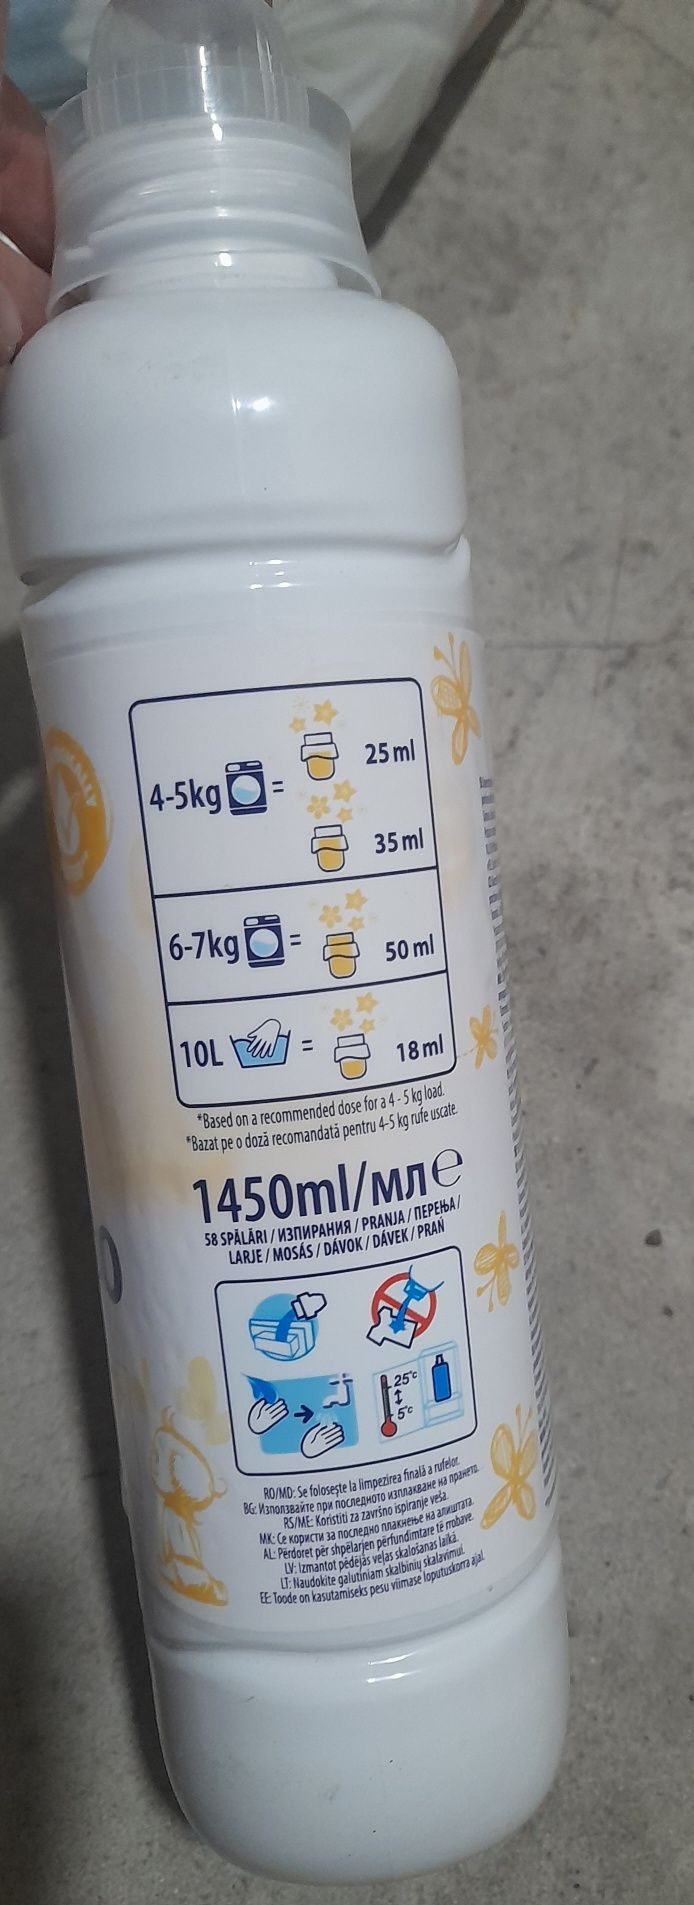 4-5kg = 25 ml
35 ml
6-7kg = 50 ml
10L = 18 ml
*Based on a recommended dose for a 4 - 5 kg load.
*Bazat pe o doză recomandată pentru 4-5 kg rufe uscate.
1450ml/мл e
58 SPĂLĂRI / ИЗПИРАНИЯ / PRANJA / ПЕРЕЊА /
LARJE / MOSÁS / DÁVOK / DÁVEK / PRAŃ
25°C
5°C
RO/MD: Se folosește la limpezirea finală a rufelor.
BG: Използвайте при последното изплакване на прането.
RS/ME: Koristiti za završno ispiranje veša.
MK: Се користи за последно плакнење на алиштата.
AL: Përdoret për shpëlarjen përfundimtare të rrobave.
LV: Izmantot pēdējās veļas skalošanas laikā.
LT: Naudokite galutiniam skalbinių skalavimui.
EE: Toode on kasutamiseks pesu viimase loputuskorra ajal.